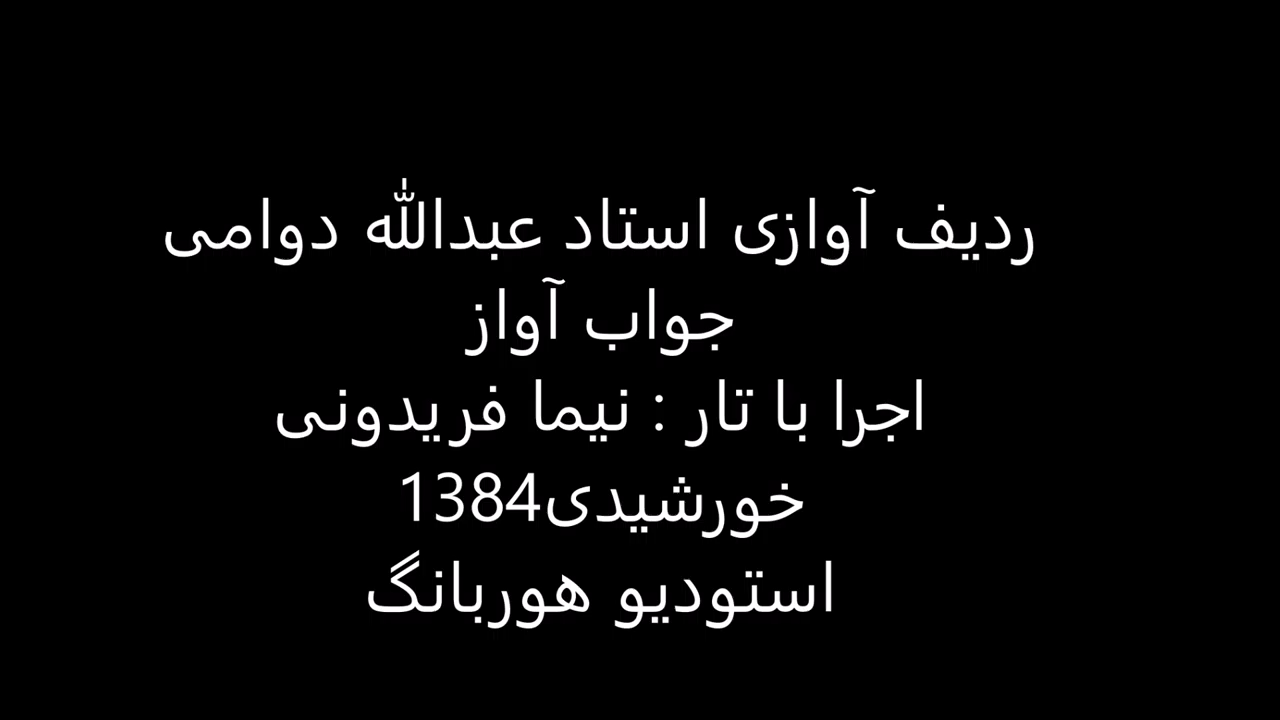 ردیف آوازی استاد عبدالله دوامی
جواب آواز
اجرا با تار : نیما فریدونی
خورشیدی1384
استودیو هوربانگ